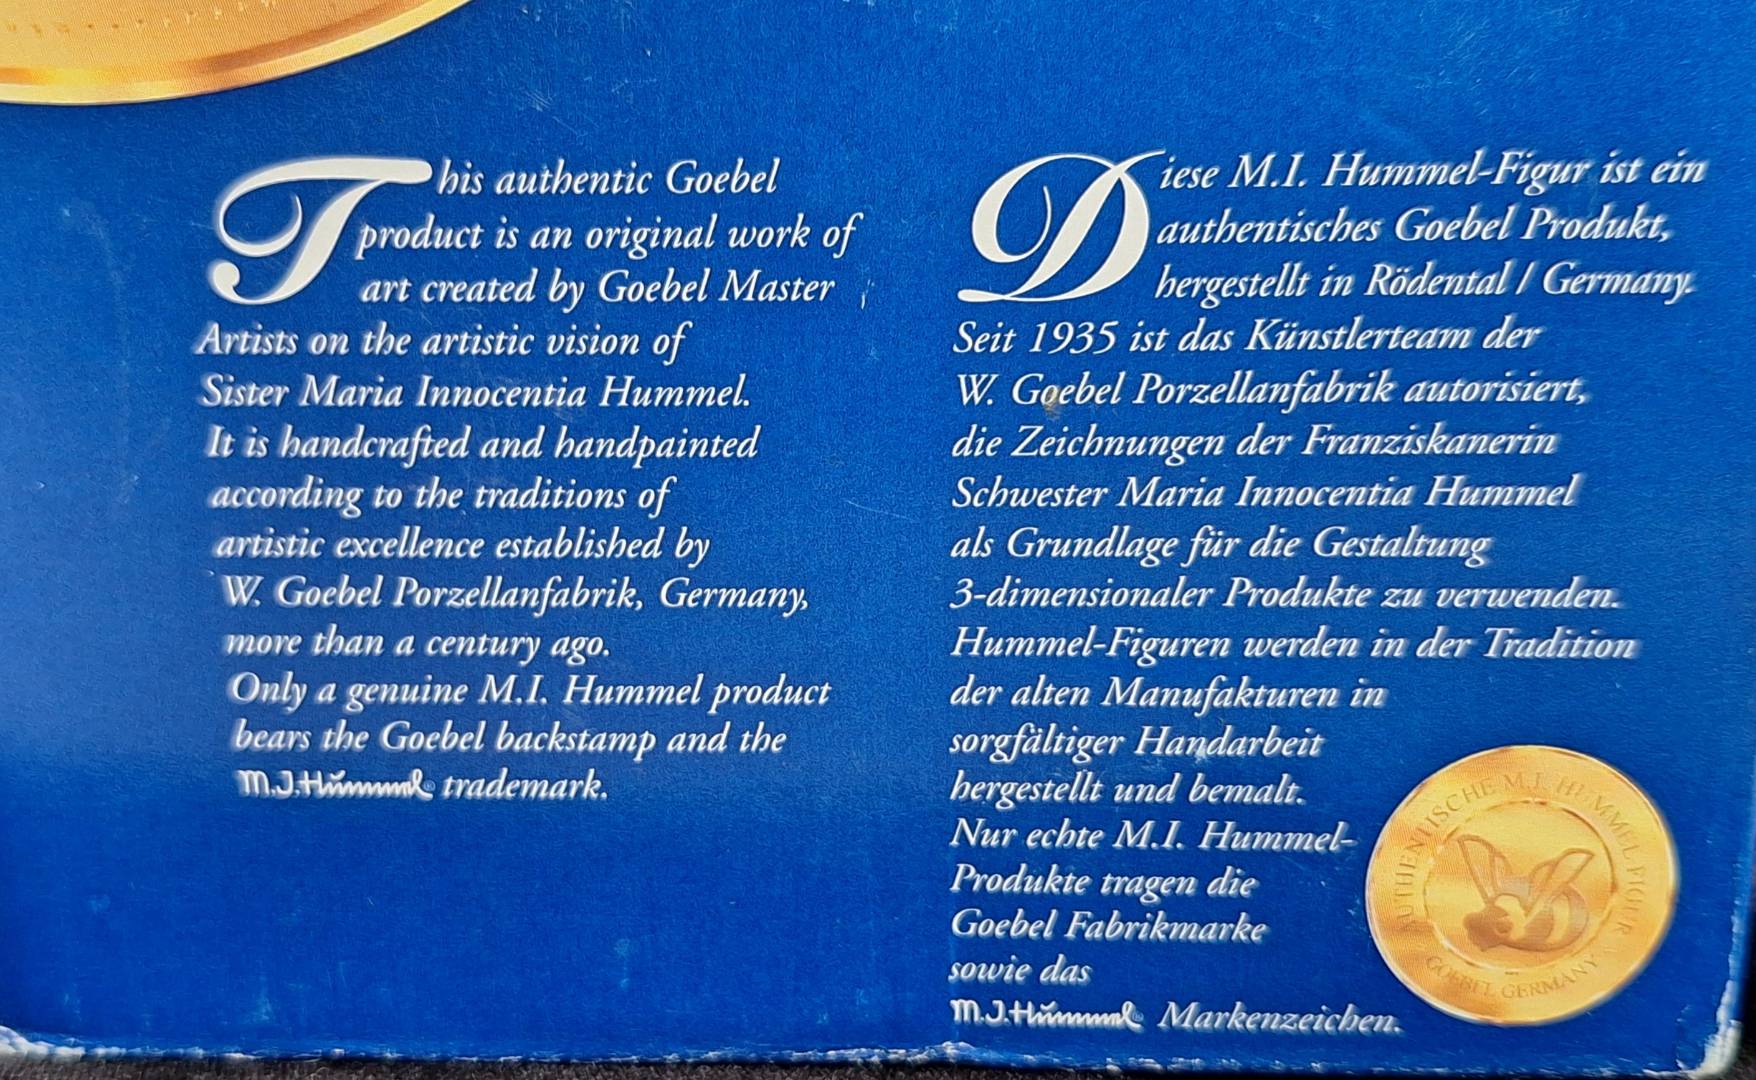 This authentic Goebel
product is an original work of
art created by Goebel Master
Artists on the artistic vision of
Sister Maria Innocentia Hummel.
It is handcrafted and handpainted
according to the traditions of
artistic excellence established by
W. Goebel Porzellanfabrik, Germany,
more than a century ago.
Only a genuine M.I. Hummel product
bears the Goebel backstamp and the
M.J.Hummel® trademark.
Diese M.I. Hummel-Figur ist ein
authentisches Goebel Produkt,
hergestellt in Rödental / Germany.
Seit 1935 ist das Künstlerteam der
W. Goebel Porzellanfabrik autorisiert,
die Zeichnungen der Franziskanerin
Schwester Maria Innocentia Hummel
als Grundlage für die Gestaltung
3-dimensionaler Produkte zu verwenden.
Hummel-Figuren werden in der Tradition
der alten Manufakturen in
sorgfältiger Handarbeit
hergestellt und bemalt.
Nur echte M.I. Hummel-
Produkte tragen die
Goebel Fabrikmarke
sowie das
M.J.Hummel® Markenzeichen.
AUTHENTISCHE M.J. HUMMEL FIGUR
GOEBEL GERMANY